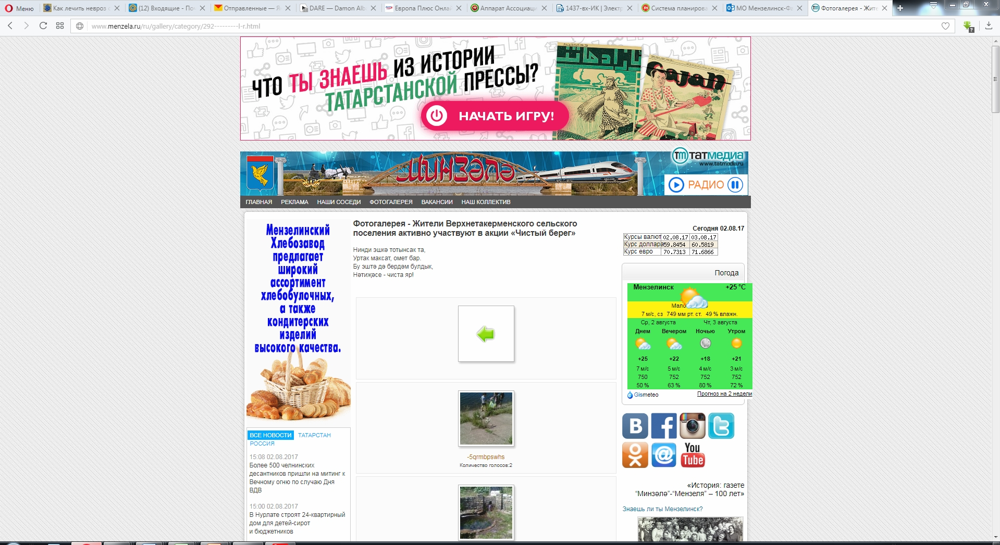 Меню
Как лечить невроз с
(12) Входящие - По
Отправленные — Я
DARE — Damon Alb
Европа Плюс Онлай
Аппарат Ассоциаци
1437-вх-ИК | Электр
Система планирова
МО Мензелинск-Фа
Фотогалерея - Жите
www.menzela.ru/ru/gallery/category/292---------l-r.html
ЧТО ТЫ ЗНАЕШЬ ИЗ ИСТОРИИ
ТАТАРСТАНСКОЙ ПРЕССЫ?
НАЧАТЬ ИГРУ!
Минзәлә
ТАТМЕДИА
www.tatmedia.ru
РАДИО
ГЛАВНАЯ РЕКЛАМА НАШИ СОСЕДИ ФОТОГАЛЕРЕЯ ВАКАНСИИ НАШ КОЛЛЕКТИВ
Мензелинский
Хлебозавод
предлагает
широкий
ассортимент
хлебобулочных,
а также
кондитерских
изделий
высокого качества.
ВСЕ НОВОСТИ ТАТАРСТАН
РОССИЯ
15:08 02.08.2017
Более 500 челнинских
десантников пришли на митинг к
Вечному огню по случаю Дня
ВДВ
15:00 02.08.2017
В Нурлате строят 24-квартирный
дом для детей-сирот
и бюджетников
Фотогалерея - Жители Верхнетакерменского сельского
поселения активно участвуют в акции «Чистый берег»
Нинди эшкә тотынсак та,
Уртак максат, омет бар.
Бу эштә дә бердәм булдык,
Нәтиҗәсе - чиста яр!
-5qrmbpswhs
Количество голосов:2
Сегодня 02.08.17
Курсы валют 02.08.17 03.08.17
Курс доллара 59.8454 60.5819
Курс евро 70.7313 71.6866
Погода
Мензелинск +25 °C
7 м/с, сз 749 мм рт. ст. 49 % влажн.
Ср, 2 августа Чт, 3 августа
Днем Вечером Ночью Утром
+25 +22 +18 +21
7 м/с 5 м/с 4 м/с 3 м/с
750 752 752 752
50 % 63 % 80 % 72 %
Gismeteo Прогноз на 2 недели
You
Tube
«История: газете
“Минзәлә”-“Мензеля” – 100 лет»
Знаешь ли ты Мензелинск?